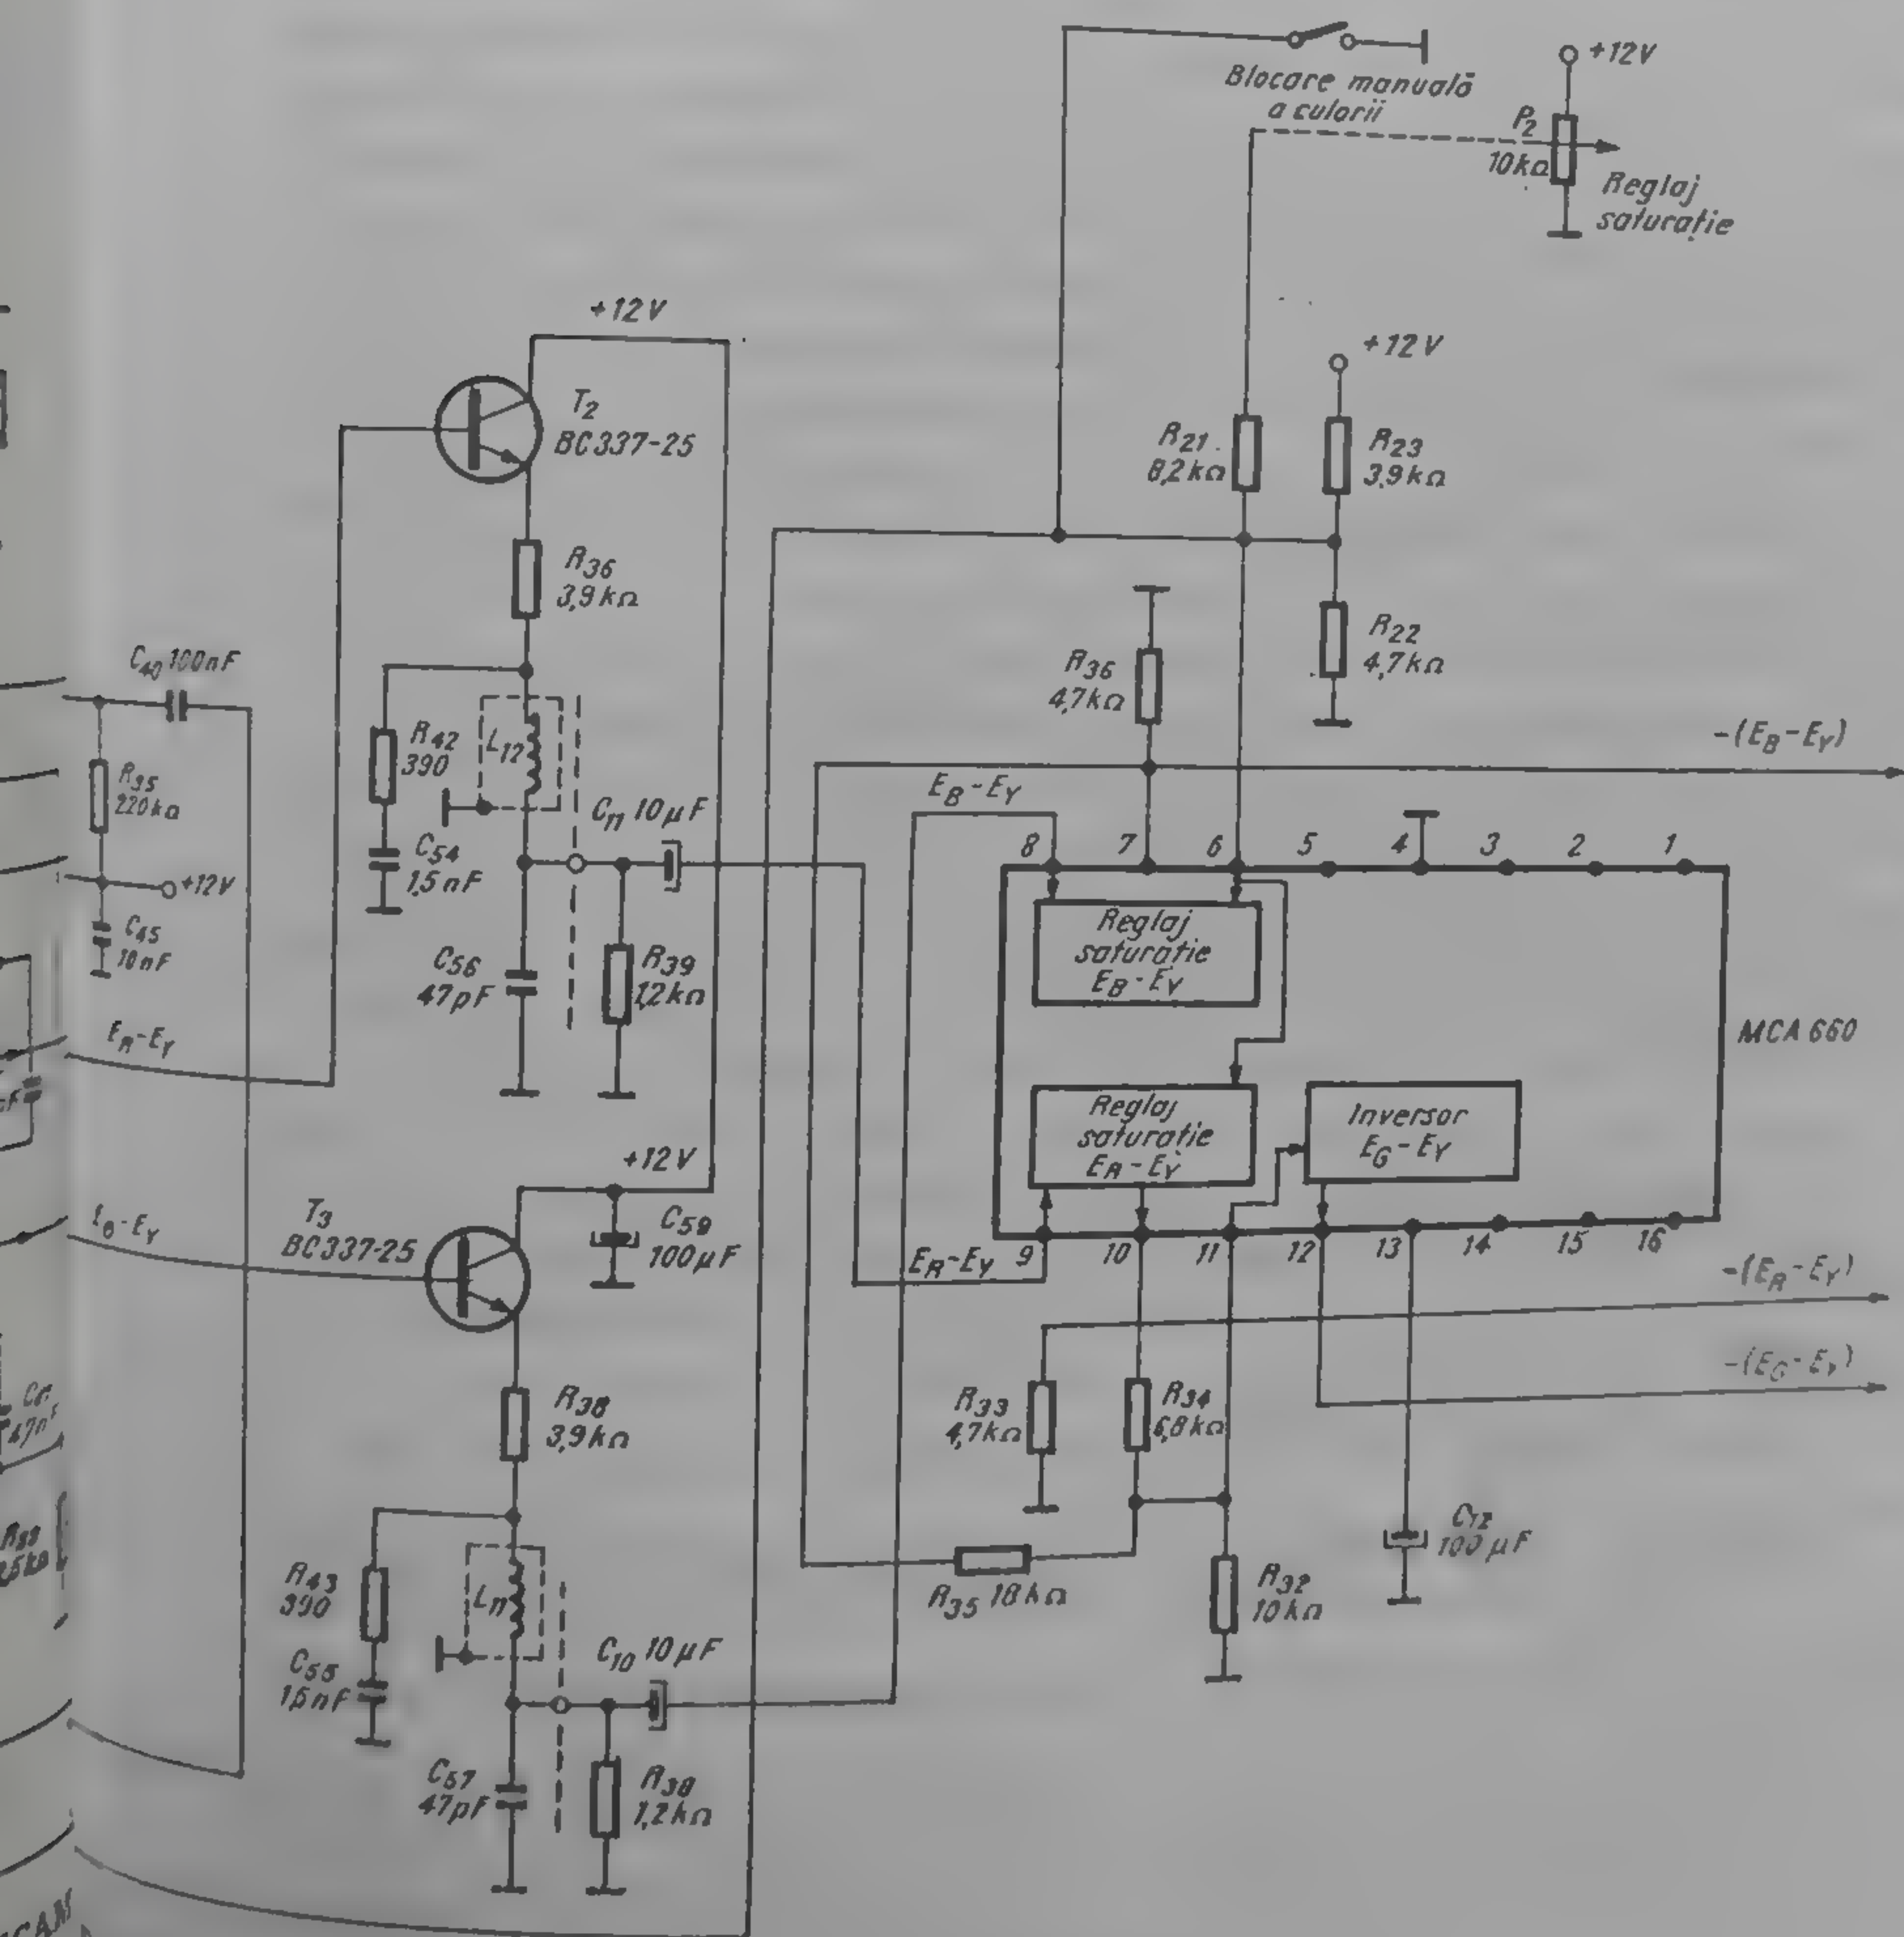 Blocare manuală
a culorii
+12V
P2
10kΩ
Reglaj
saturație
+12V
T2
BC337-25
+12V
R21
8,2kΩ
R23
3,9kΩ
R36
3,9kΩ
R22
4,7kΩ
R36
4,7kΩ
C40 100nF
R42
390
L12
R35
220kΩ
C11 10μF
C54
1,5nF
+12V
C45
10nF
C56
47pF
R39
1,2kΩ
-(EB-EY)
EB-EY
8 7 6 5 4 3 2 1
Reglaj
saturație
EB-EY
MCA 660
ER-EY
Reglaj
saturație
ER-EY
Inversor
EG-EY
+12V
T3
BC337-25
C59
100μF
ER-EY
9 10 11 12 13 14 15 16
-(ER-EY)
-(EG-EY)
R38
3,9kΩ
R33
4,7kΩ
R34
6,8kΩ
C12
100μF
R35 18kΩ
R32
10kΩ
R43
390
L11
C10 10μF
C55
1,5nF
C57
47pF
R38
1,2kΩ